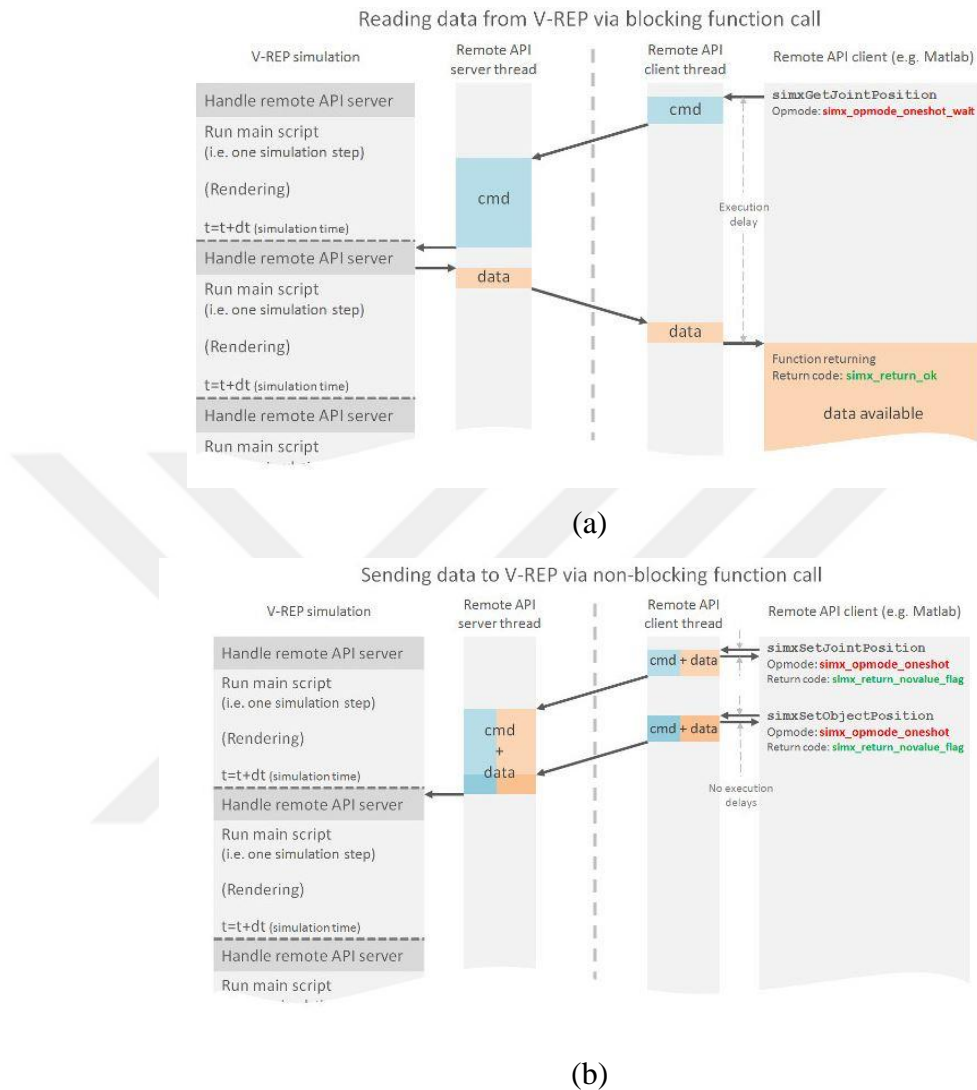 Reading data from V-REP via blocking function call
V-REP simulation
Remote API
server thread
Remote API
client thread
Remote API client (e.g. Matlab)
Handle remote API server
Run main script
(i.e. one simulation step)
(Rendering)
t=t+dt (simulation time)
Handle remote API server
Run main script
(i.e. one simulation step)
(Rendering)
t=t+dt (simulation time)
Handle remote API server
Run main script
cmd
data
cmd
data
Execution
delay
simxGetJointPosition
Opmode: simx_opmode_oneshot_wait
Function returning
Return code: simx_return_ok
data available
(a)
Sending data to V-REP via non-blocking function call
V-REP simulation
Remote API
server thread
Remote API
client thread
Remote API client (e.g. Matlab)
Handle remote API server
Run main script
(i.e. one simulation step)
(Rendering)
t=t+dt (simulation time)
Handle remote API server
Run main script
(i.e. one simulation step)
(Rendering)
t=t+dt (simulation time)
Handle remote API server
Run main script
cmd
+
data
cmd + data
cmd + data
simxSetJointPosition
Opmode: simx_opmode_oneshot
Return code: simx_return_novalue_flag
simxSetObjectPosition
Opmode: simx_opmode_oneshot
Return code: simx_return_novalue_flag
No execution
delays
(b)